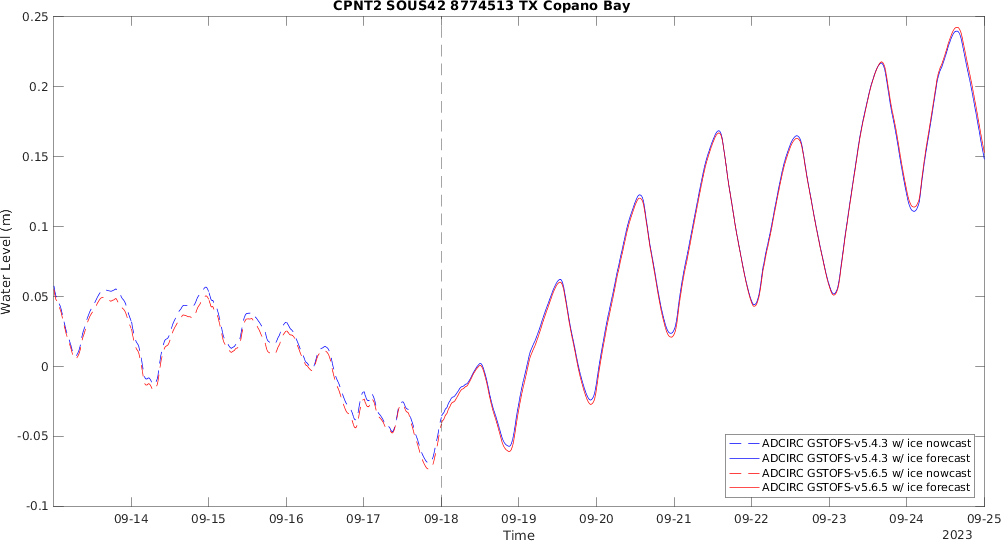 CPNT2 SOUS42 8774513 TX Copano Bay
0.25
0.2
0.15
0.1
0.05
0
-0.05
-0.1
Water Level (m)
ADCIRC GSTOFS-v5.4.3 w/ ice nowcast
ADCIRC GSTOFS-v5.4.3 w/ ice forecast
ADCIRC GSTOFS-v5.6.5 w/ ice nowcast
ADCIRC GSTOFS-v5.6.5 w/ ice forecast
09-14 09-15 09-16 09-17 09-18 09-19 09-20 09-21 09-22 09-23 09-24 09-25
Time
2023